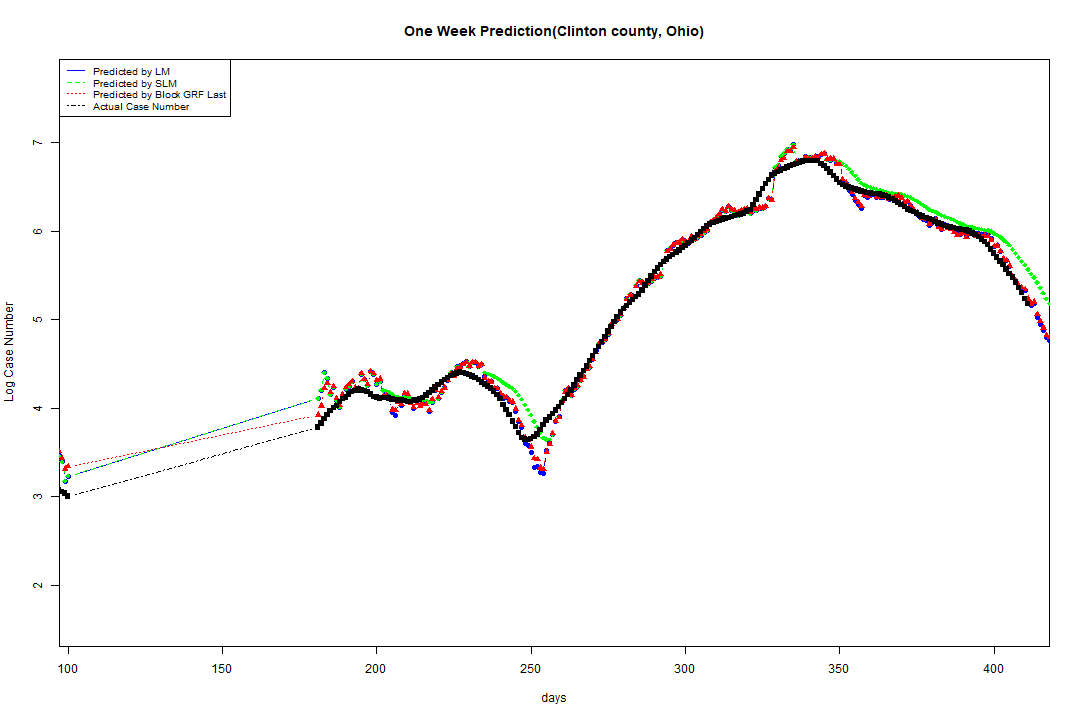 One Week Prediction(Clinton county, Ohio)
Predicted by LM
Predicted by SLM
Predicted by Block GRF Last
Actual Case Number
Log Case Number
7
6
5
4
3
2
100 150 200 250 300 350 400
days